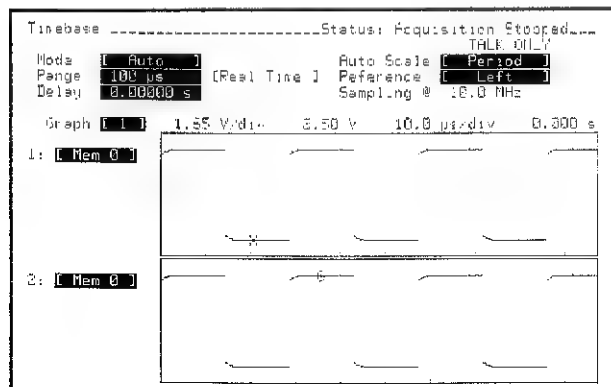 Timebase Status: Acquisition Stopped
TALK ONLY
Mode [ Auto ] Auto Scale [ Period ]
Range 100 µs [Real Time ] Reference [ Left ]
Delay 0.00000 s Sampling @ 10.0 MHz
Graph [ 1 ] 1.65 V/div 2.50 V 10.0 µs/div 0.000 s
1: [ Mem 0 ]
2: [ Mem 0 ]